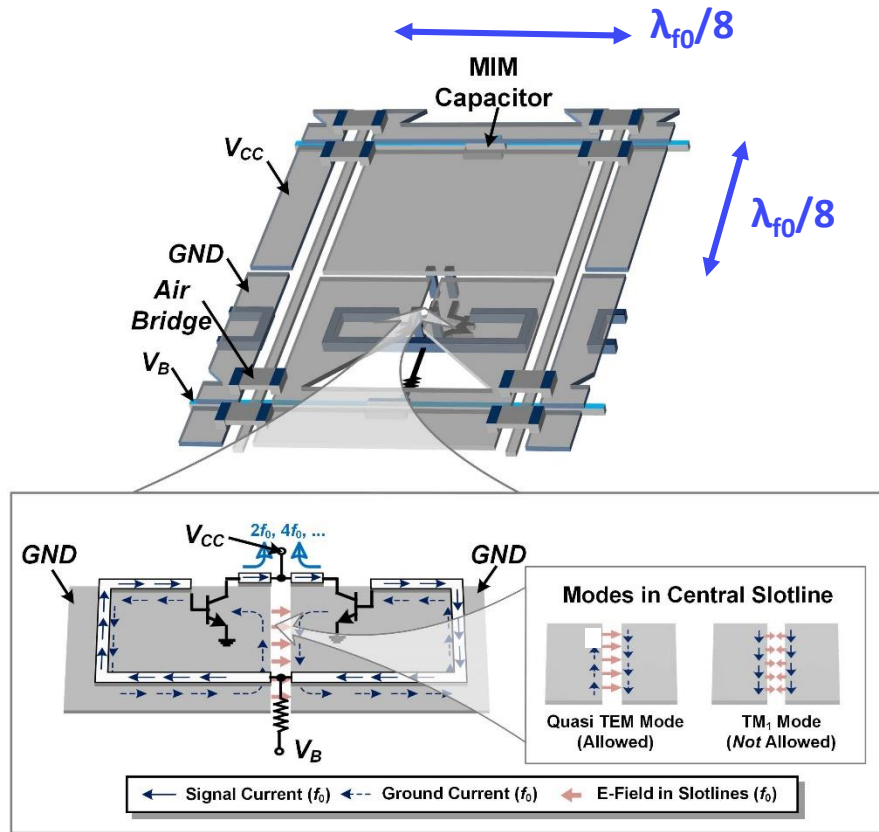 λf0/8
MIM
Capacitor
VCC
λf0/8
GND
Air
Bridge
VB
2f0, 4f0, ...
VCC
GND
GND
Modes in Central Slotline
Quasi TEM Mode
(Allowed)
TM1 Mode
(Not Allowed)
VB
Signal Current (f0)
Ground Current (f0)
E-Field in Slotlines (f0)